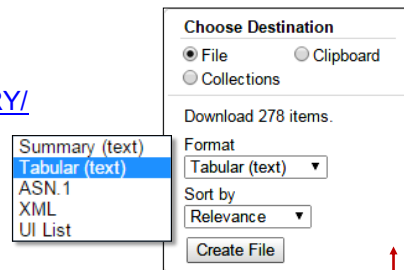 Choose Destination
File Clipboard
Collections
RY/
Download 278 items.
Format
Tabular (text)
Sort by
Relevance
Create File
Summary (text)
Tabular (text)
ASN.1
XML
UI List